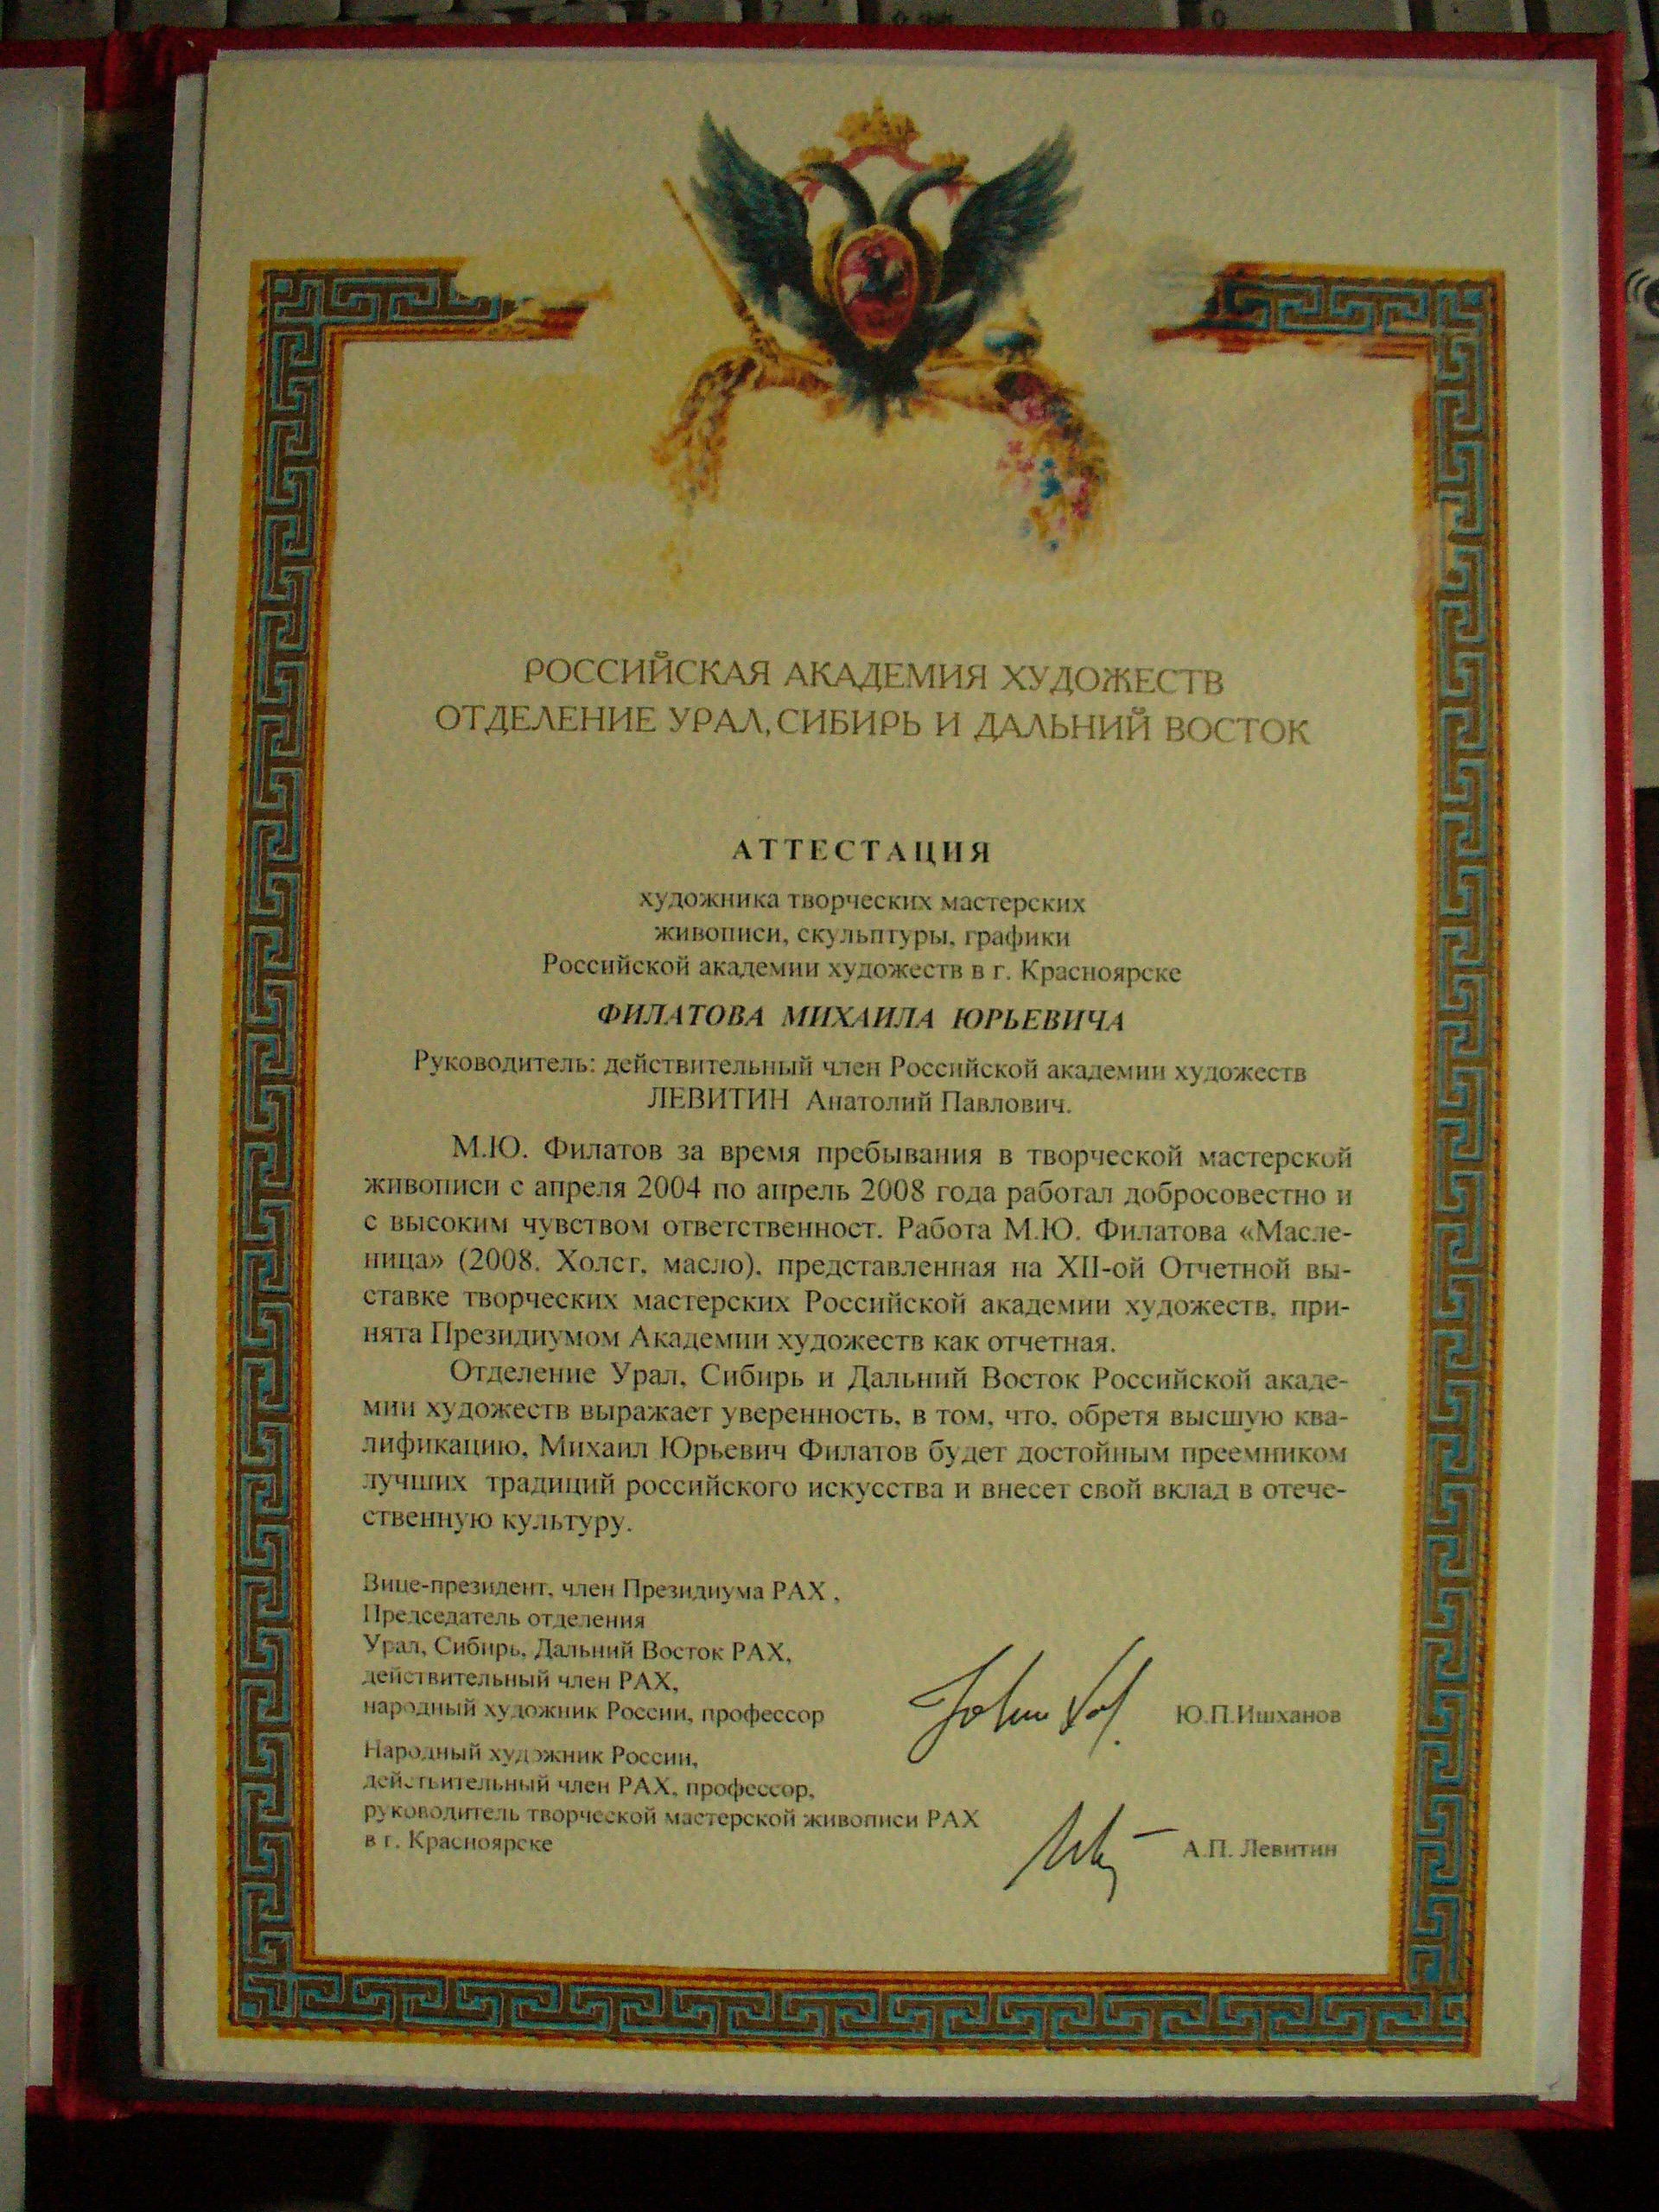 РОССИЙСКАЯ АКАДЕМИЯ ХУДОЖЕСТВ
ОТДЕЛЕНИЕ УРАЛ, СИБИРЬ И ДАЛЬНИЙ ВОСТОК
АТТЕСТАЦИЯ
художника творческих мастерских
живописи, скульптуры, графики
Российской академии художеств в г. Красноярске
ФИЛАТОВА МИХАИЛА ЮРЬЕВИЧА
Руководитель: действительный член Российской академии художеств
ЛЕВИТИН Анатолий Павлович.
М.Ю. Филатов за время пребывания в творческой мастерской
живописи с апреля 2004 по апрель 2008 года работал добросовестно и
с высоким чувством ответственност. Работа М.Ю. Филатова «Масле-
ница» (2008. Холст, масло), представленная на XII-ой Отчетной вы-
ставке творческих мастерских Российской академии художеств, при-
нята Президиумом Академии художеств как отчетная.
Отделение Урал, Сибирь и Дальний Восток Российской акаде-
мии художеств выражает уверенность, в том, что, обретя высшую ква-
лификацию, Михаил Юрьевич Филатов будет достойным преемником
лучших традиций российского искусства и внесет свой вклад в отече-
ственную культуру.
Вице-президент, член Президиума РАХ ,
Председатель отделения
Урал, Сибирь, Дальний Восток РАХ,
действительный член РАХ,
народный художник России, профессор
Ю.П.Ишханов
Народный художник России,
действительный член РАХ, профессор,
руководитель творческой мастерской живописи РАХ
в г. Красноярске
А.П. Левитин